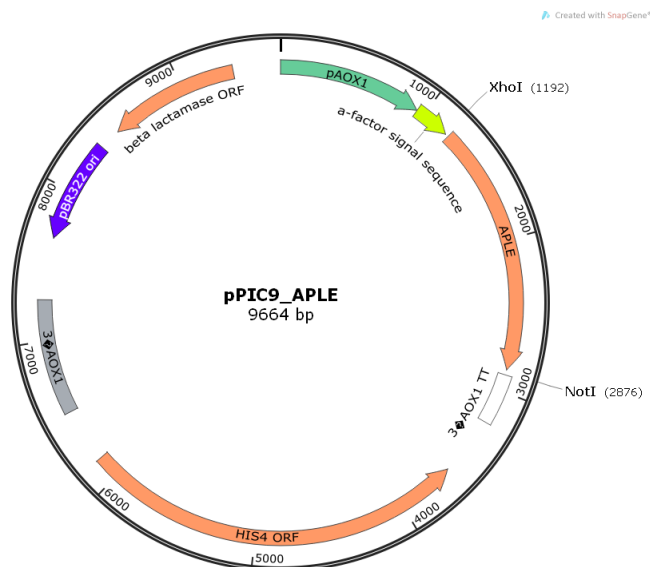 Created with SnapGene®
pAOX1
1000
XhoI (1192)
a-factor signal sequence
2000
APLE
3000
NotI (2876)
3�AOX1 TT
4000
HIS4 ORF
5000
6000
3�AOX1
7000
8000
pBR322 ori
9000
beta lactamase ORF
pPIC9_APLE
9664 bp